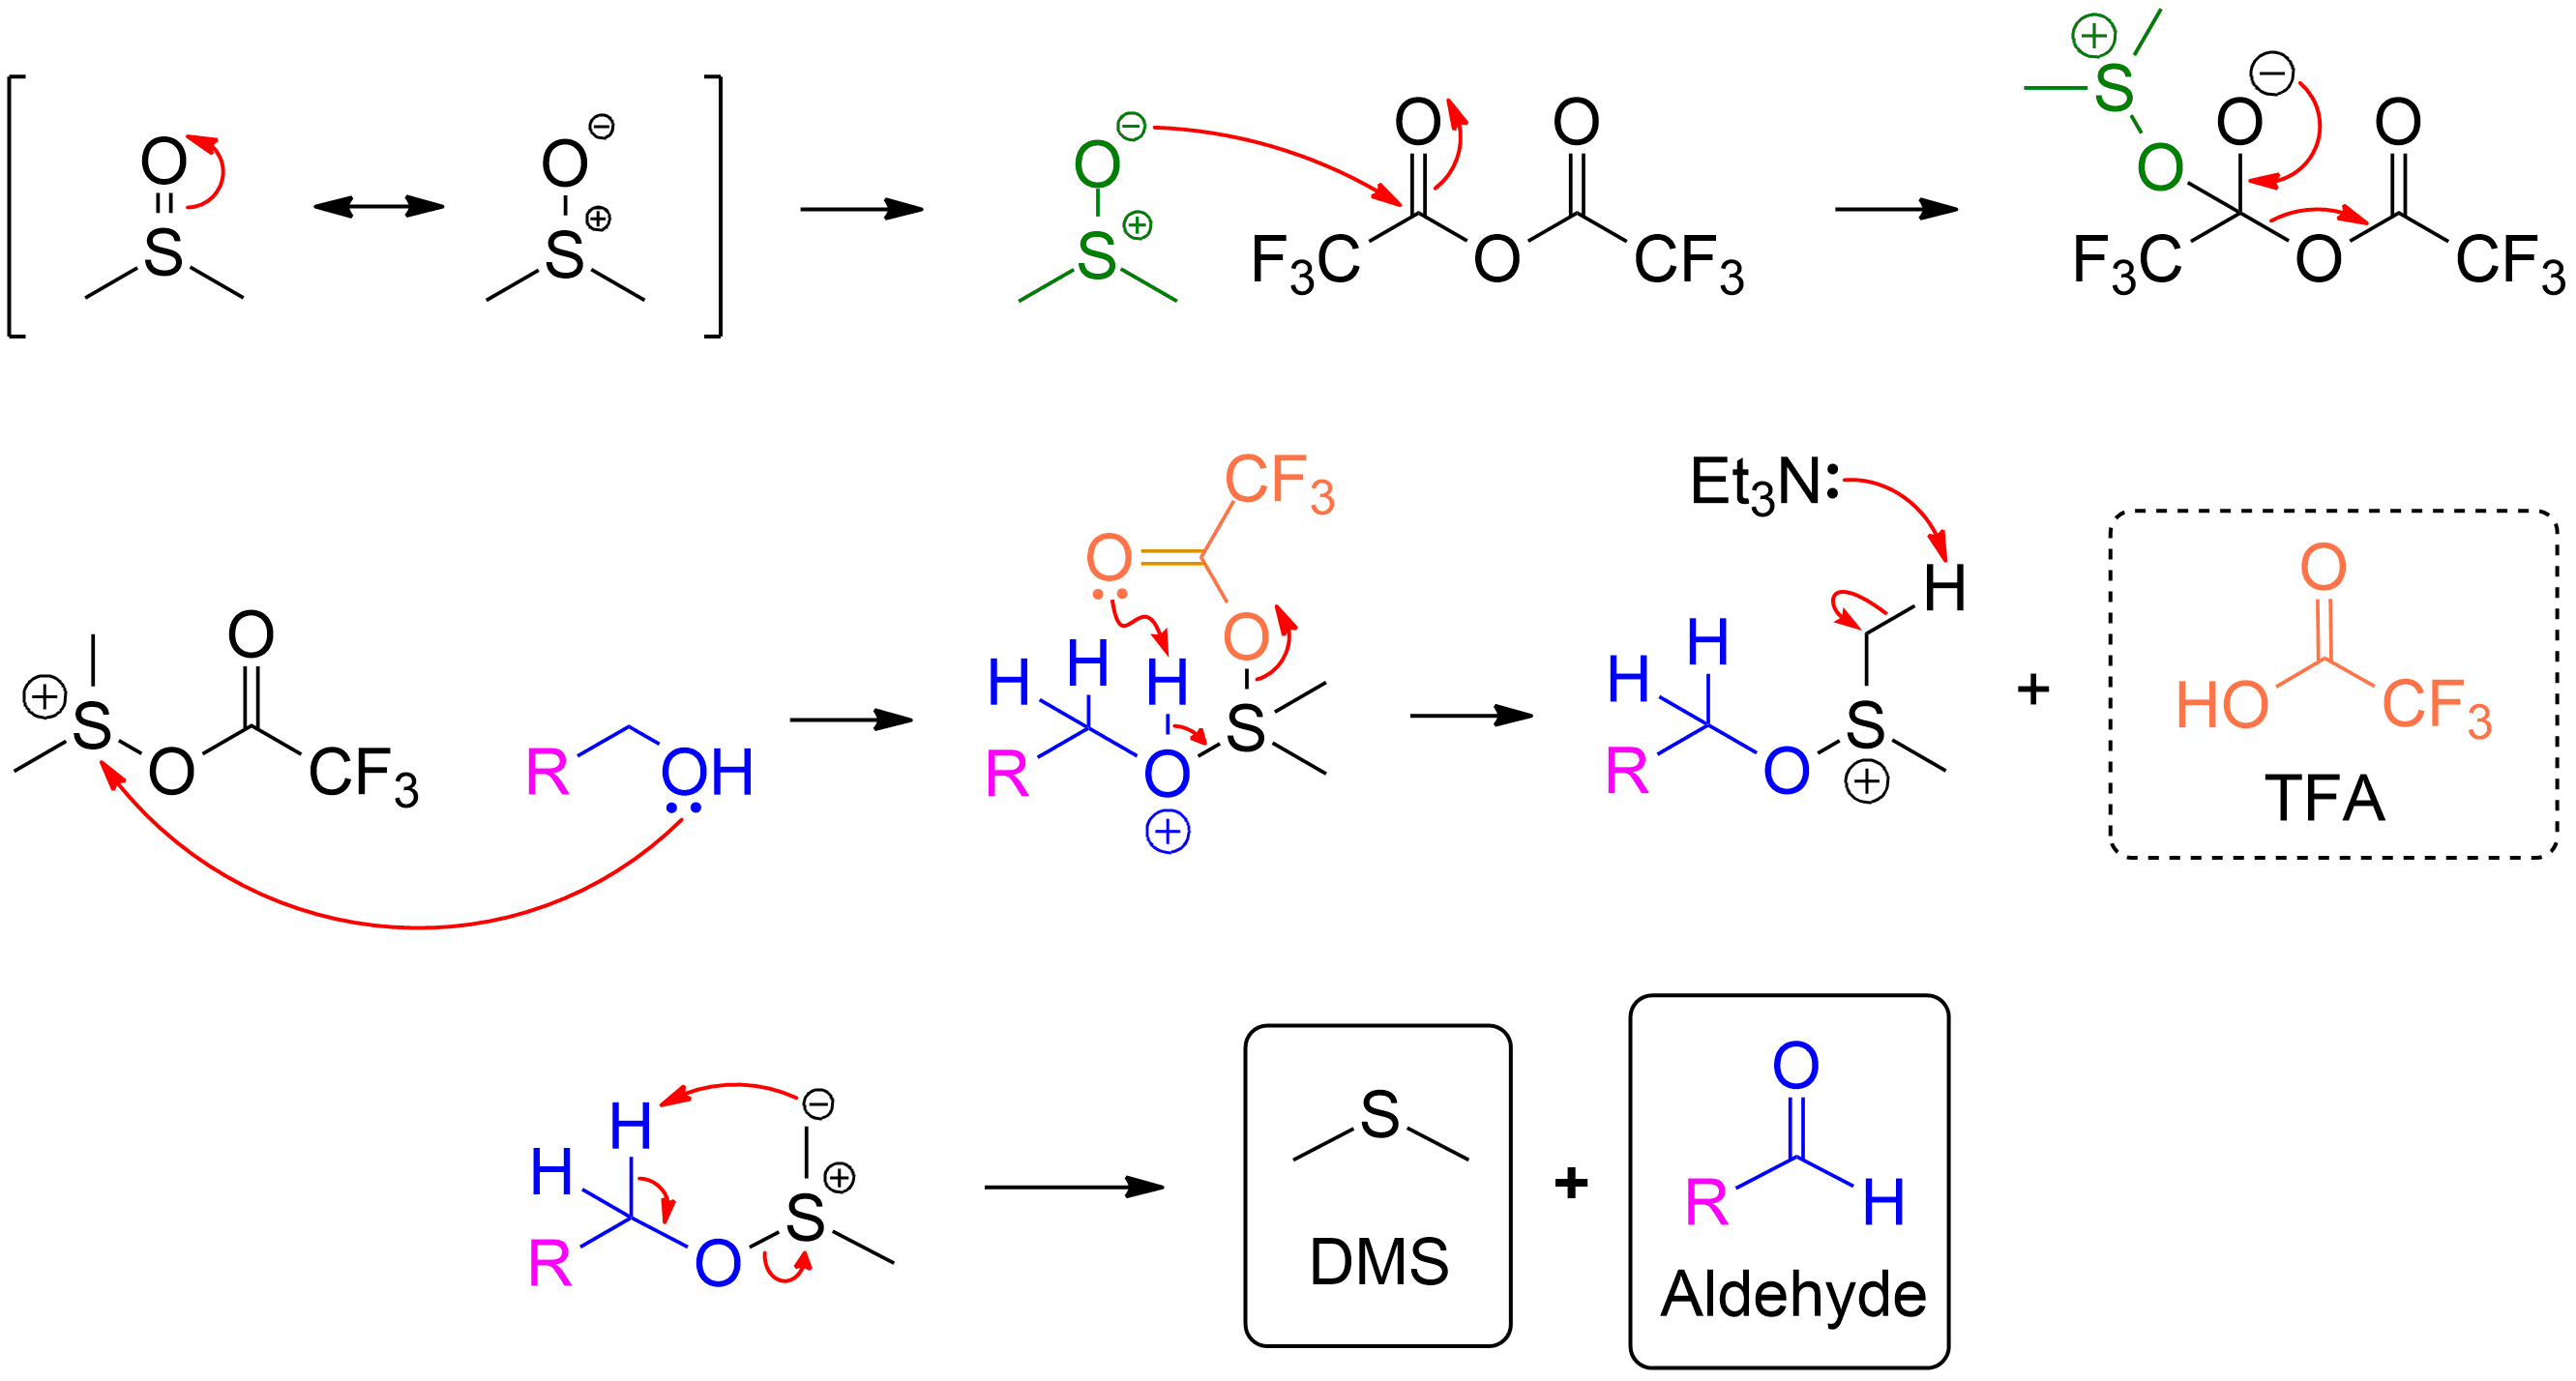 O
S
O ⊖
S ⊕
O ⊖
S ⊕
O O
F₃C O CF₃
⊕
S
O
O ⊖
O
F₃C O CF₃
⊕
S O
O
CF₃
R OH
CF₃
O
O
H H H
R O S
⊕
Et₃N:
H
H H
R O S
⊕
+
O
HO CF₃
TFA
H ⊖
H
R O S ⊕
S
DMS
+
O
R H
Aldehyde